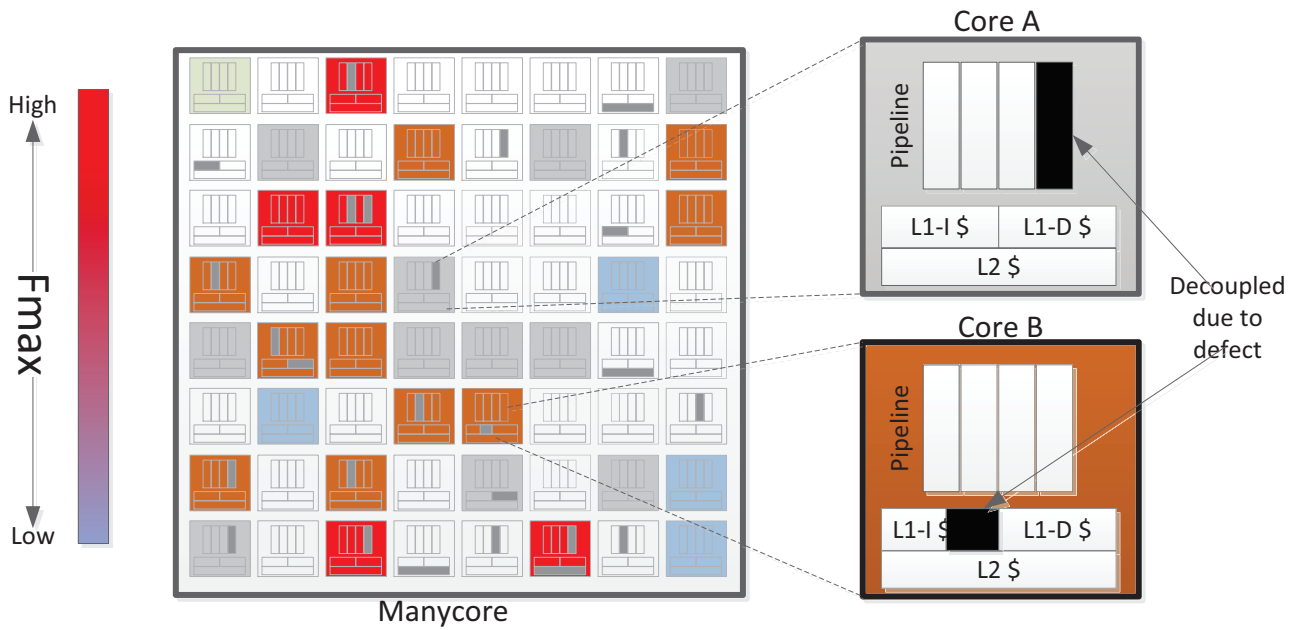 High
Fmax
Low
Manycore
Core A
Pipeline
L1-I $
L1-D $
L2 $
Decoupled
due to
defect
Core B
Pipeline
L1-I $
L1-D $
L2 $